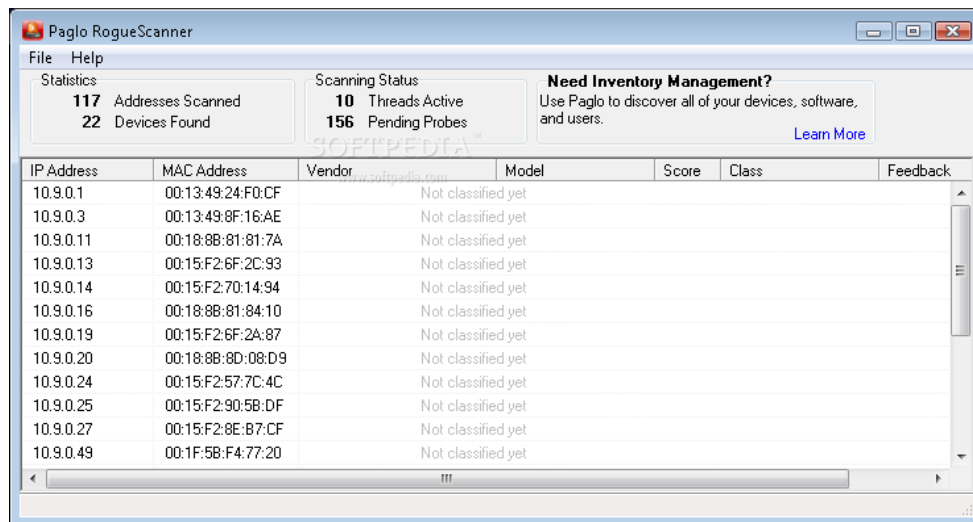 Paglo RogueScanner
File Help
Statistics
117 Addresses Scanned
22 Devices Found
Scanning Status
10 Threads Active
156 Pending Probes
Need Inventory Management?
Use Paglo to discover all of your devices, software,
and users.
Learn More
SOFTPEDIA
www.softpedia.com
IP Address MAC Address Vendor Model Score Class Feedback
10.9.0.1 00:13:49:24:F0:CF Not classified yet
10.9.0.3 00:13:49:8F:16:AE Not classified yet
10.9.0.11 00:18:8B:81:81:7A Not classified yet
10.9.0.13 00:15:F2:6F:2C:93 Not classified yet
10.9.0.14 00:15:F2:70:14:94 Not classified yet
10.9.0.16 00:18:8B:81:84:10 Not classified yet
10.9.0.19 00:15:F2:6F:2A:87 Not classified yet
10.9.0.20 00:18:8B:8D:08:D9 Not classified yet
10.9.0.24 00:15:F2:57:7C:4C Not classified yet
10.9.0.25 00:15:F2:90:5B:DF Not classified yet
10.9.0.27 00:15:F2:8E:B7:CF Not classified yet
10.9.0.49 00:1F:5B:F4:77:20 Not classified yet